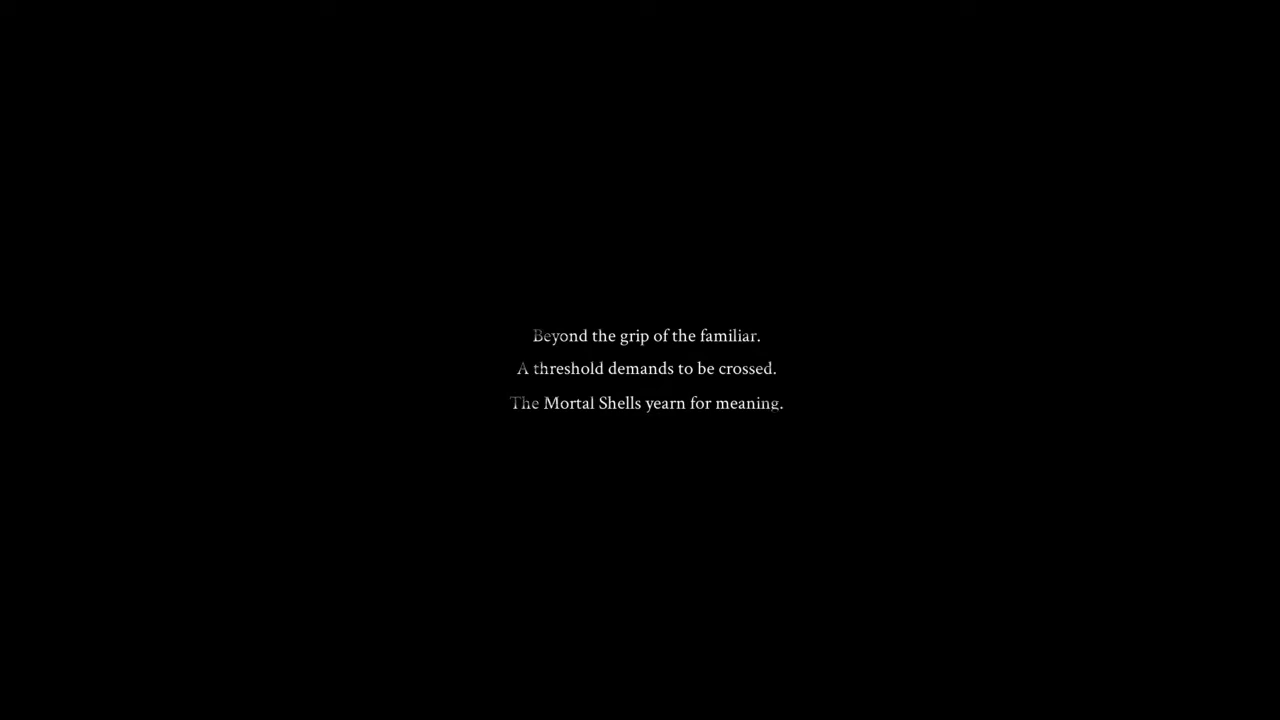 Beyond the grip of the familiar.
A threshold demands to be crossed.
The Mortal Shells yearn for meaning.